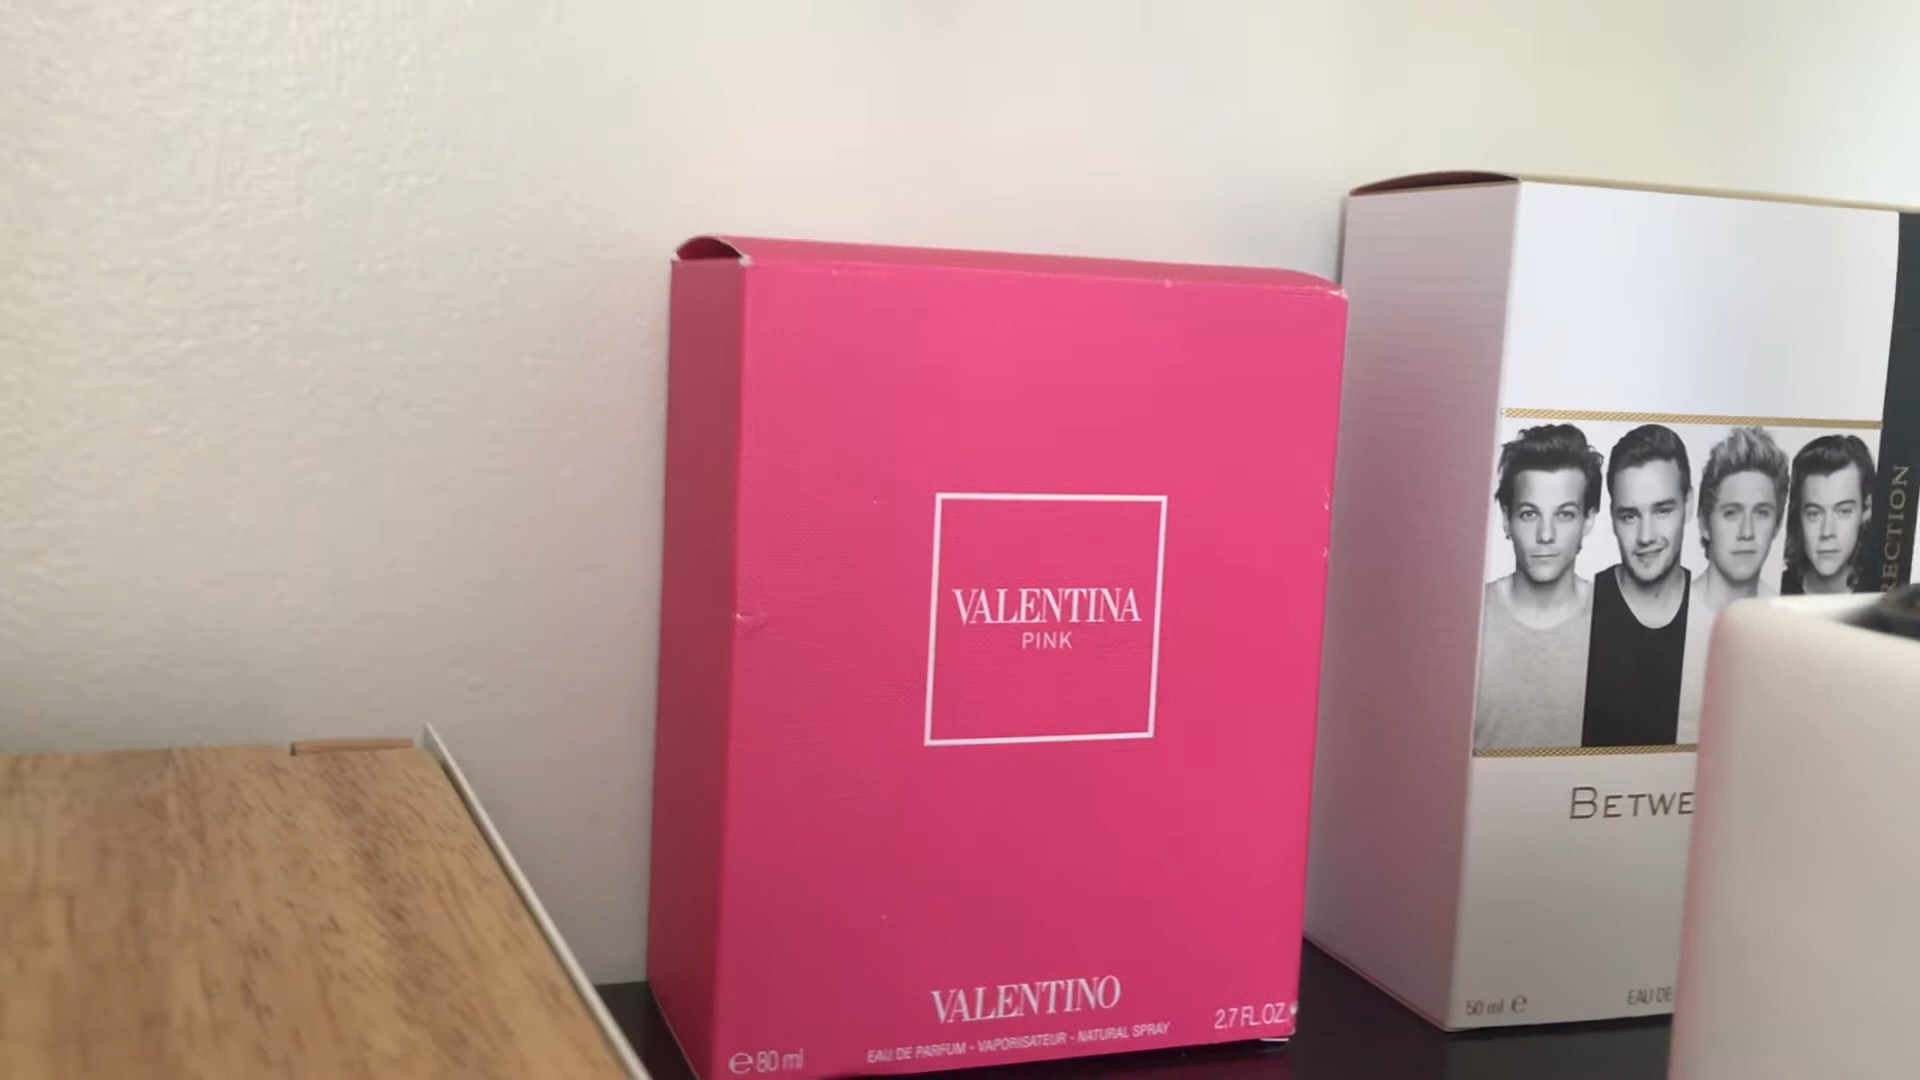 VALENTINA
PINK
VALENTINO
EAU DE PARFUM - VAPORISATEUR - NATURAL SPRAY
℮ 80 ml
2.7 FL.OZ.
RECTION
BETWE
50 ml ℮
EAU DE